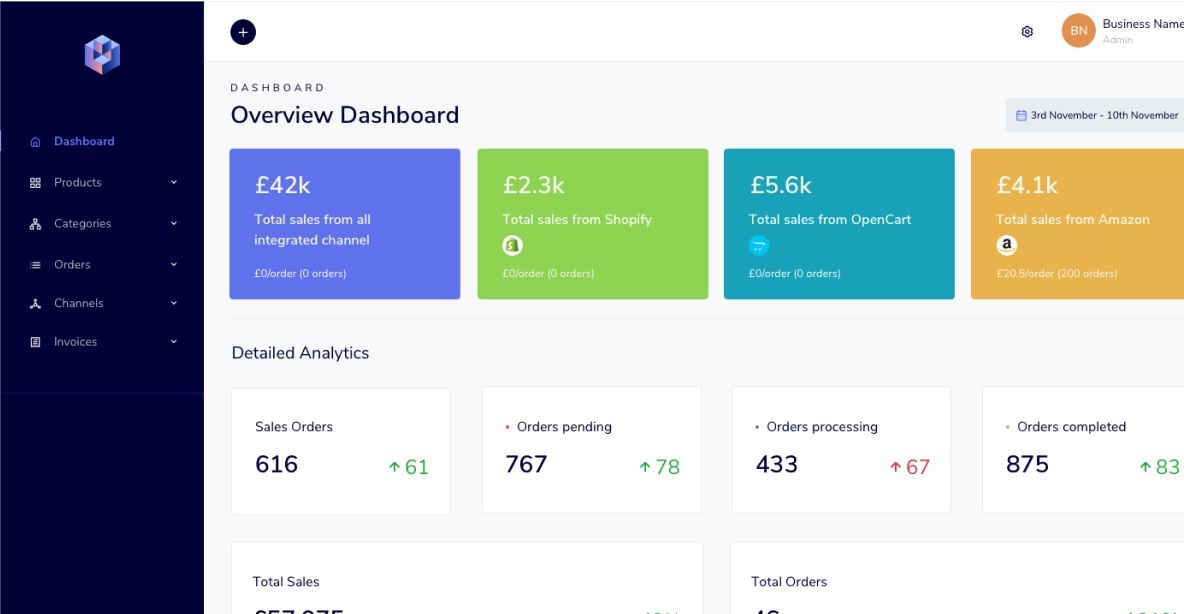 BN
Business Name
Admin
DASHBOARD
Overview Dashboard
3rd November - 10th November
Dashboard
Products
Categories
Orders
Channels
Invoices
£42k
Total sales from all
integrated channel
£0/order (0 orders)
£2.3k
Total sales from Shopify
£0/order (0 orders)
£5.6k
Total sales from OpenCart
£0/order (0 orders)
£4.1k
Total sales from Amazon
a
£20.5/order (200 orders)
Detailed Analytics
Sales Orders
616 61
Orders pending
767 78
Orders processing
433 67
Orders completed
875 83
Total Sales
Total Orders